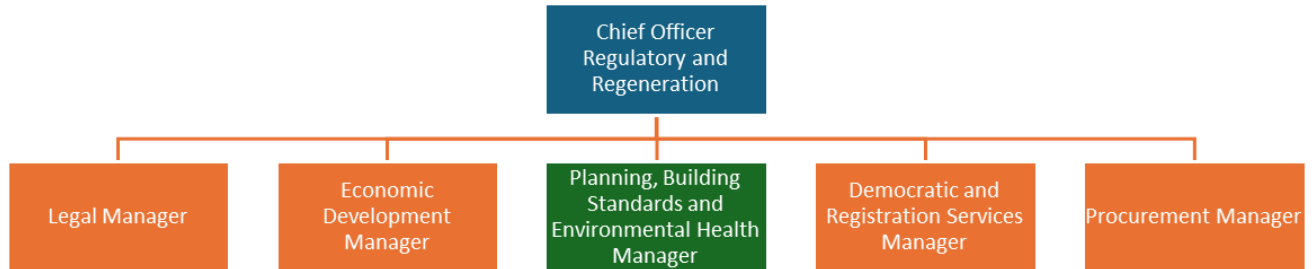 Chief Officer
Regulatory and
Regeneration
Legal Manager
Economic
Development
Manager
Planning, Building
Standards and
Environmental Health
Manager
Democratic and
Registration Services
Manager
Procurement Manager